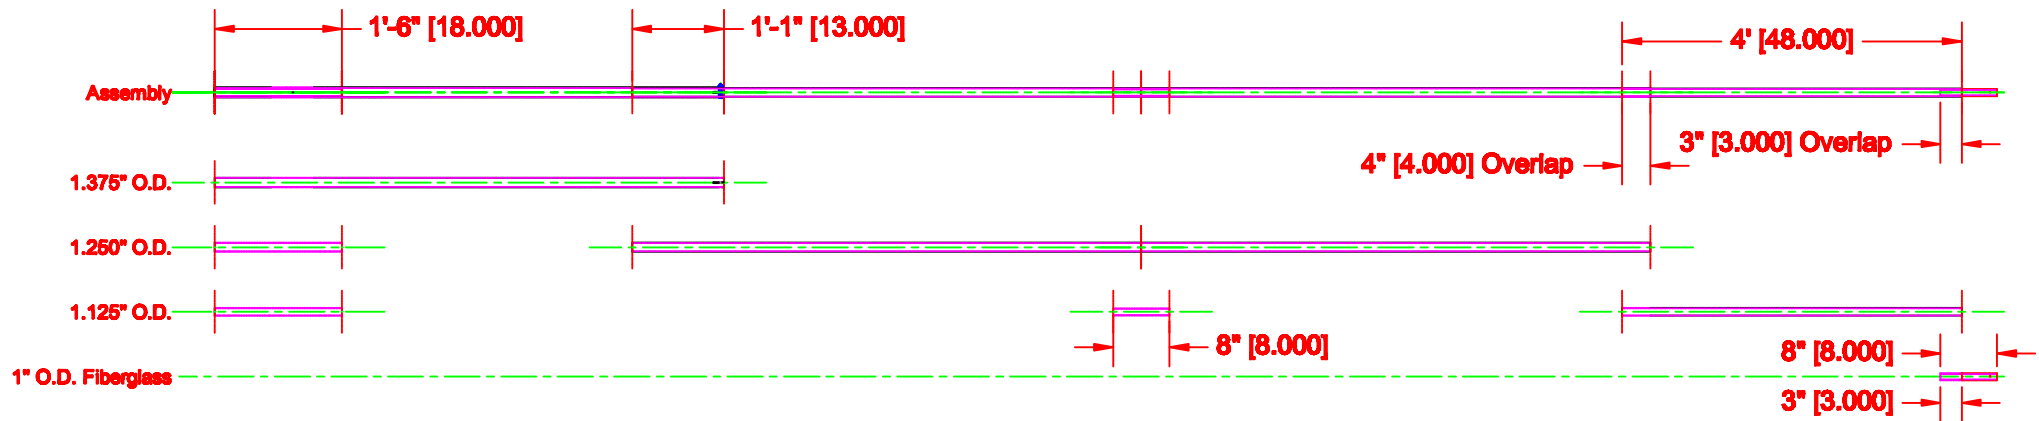 1'-6" [18.000]
1'-1" [13.000]
4' [48.000]
Assembly
3" [3.000] Overlap
4" [4.000] Overlap
1.375" O.D.
1.250" O.D.
1.125" O.D.
8" [8.000]
8" [8.000]
1" O.D. Fiberglass
3" [3.000]